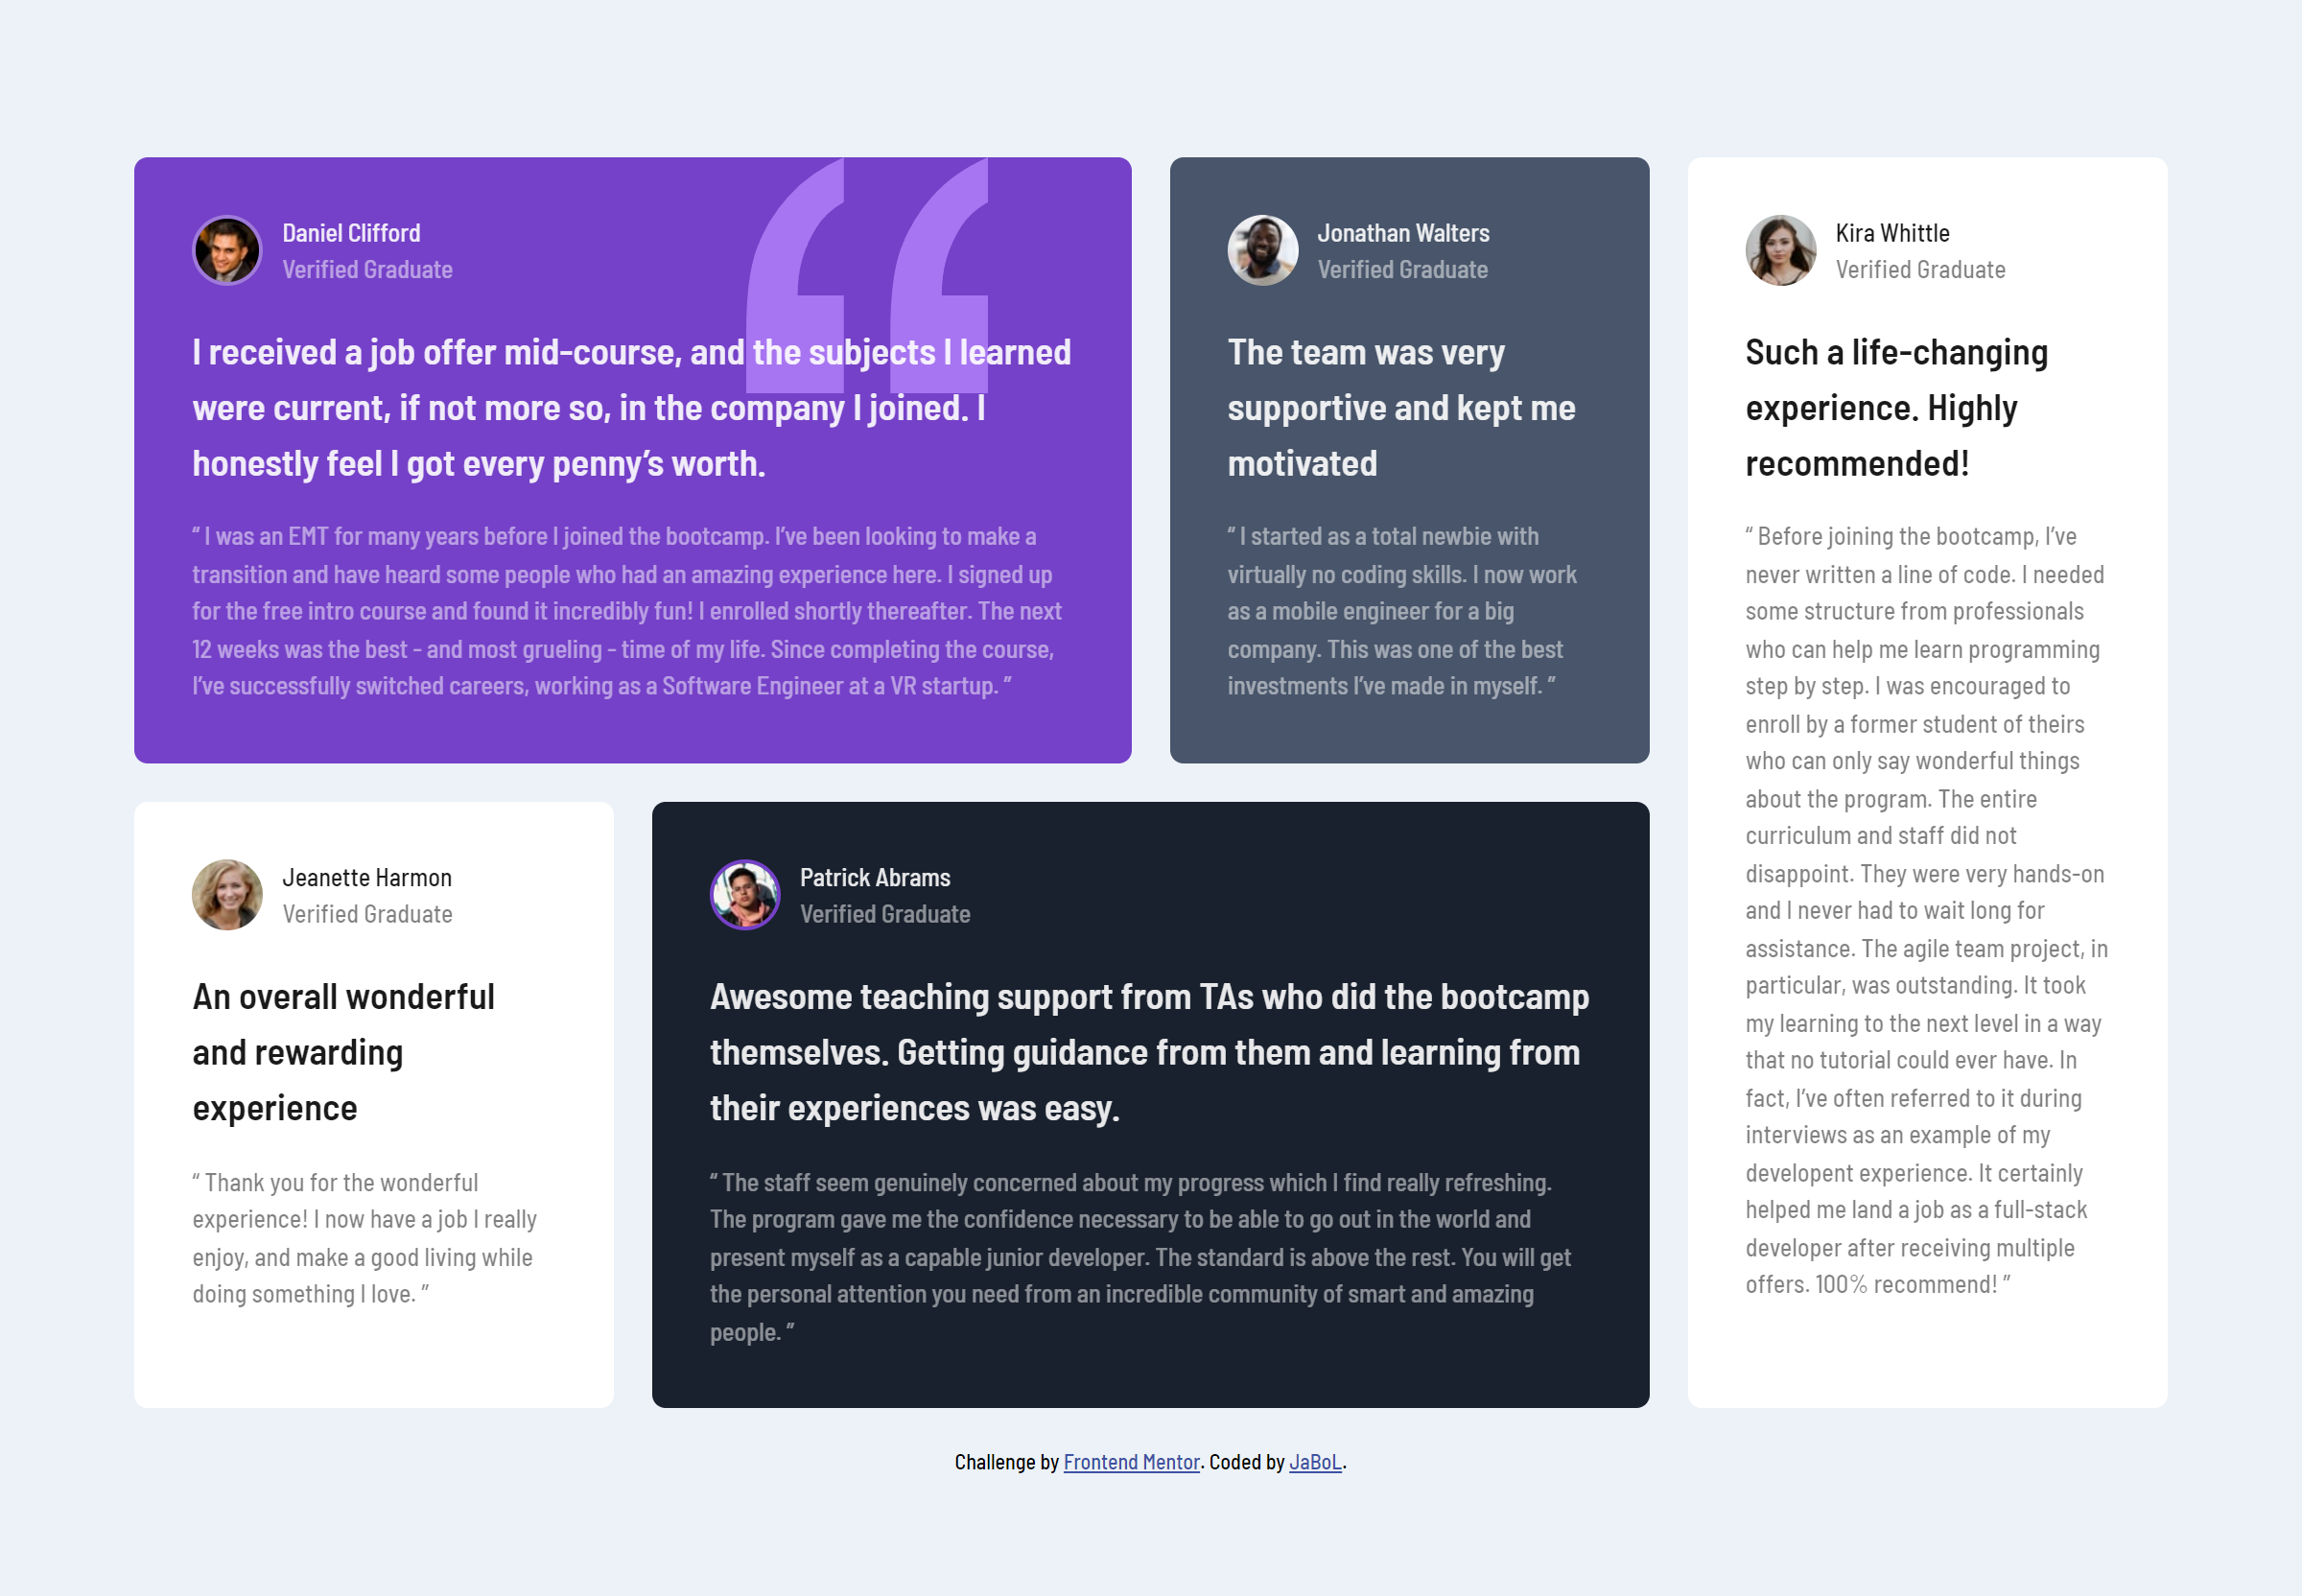 Daniel Clifford
Verified Graduate
I received a job offer mid-course, and the subjects I learned
were current, if not more so, in the company I joined. I
honestly feel I got every penny’s worth.
“ I was an EMT for many years before I joined the bootcamp. I’ve been looking to make a
transition and have heard some people who had an amazing experience here. I signed up
for the free intro course and found it incredibly fun! I enrolled shortly thereafter. The next
12 weeks was the best - and most grueling - time of my life. Since completing the course,
I’ve successfully switched careers, working as a Software Engineer at a VR startup. ”
Jonathan Walters
Verified Graduate
The team was very
supportive and kept me
motivated
“ I started as a total newbie with
virtually no coding skills. I now work
as a mobile engineer for a big
company. This was one of the best
investments I’ve made in myself. ”
Kira Whittle
Verified Graduate
Such a life-changing
experience. Highly
recommended!
“ Before joining the bootcamp, I’ve
never written a line of code. I needed
some structure from professionals
who can help me learn programming
step by step. I was encouraged to
enroll by a former student of theirs
who can only say wonderful things
about the program. The entire
curriculum and staff did not
disappoint. They were very hands-on
and I never had to wait long for
assistance. The agile team project, in
particular, was outstanding. It took
my learning to the next level in a way
that no tutorial could ever have. In
fact, I’ve often referred to it during
interviews as an example of my
developent experience. It certainly
helped me land a job as a full-stack
developer after receiving multiple
offers. 100% recommend! ”
Jeanette Harmon
Verified Graduate
An overall wonderful
and rewarding
experience
“ Thank you for the wonderful
experience! I now have a job I really
enjoy, and make a good living while
doing something I love. ”
Patrick Abrams
Verified Graduate
Awesome teaching support from TAs who did the bootcamp
themselves. Getting guidance from them and learning from
their experiences was easy.
“ The staff seem genuinely concerned about my progress which I find really refreshing.
The program gave me the confidence necessary to be able to go out in the world and
present myself as a capable junior developer. The standard is above the rest. You will get
the personal attention you need from an incredible community of smart and amazing
people. ”
Challenge by Frontend Mentor. Coded by JaBoL.